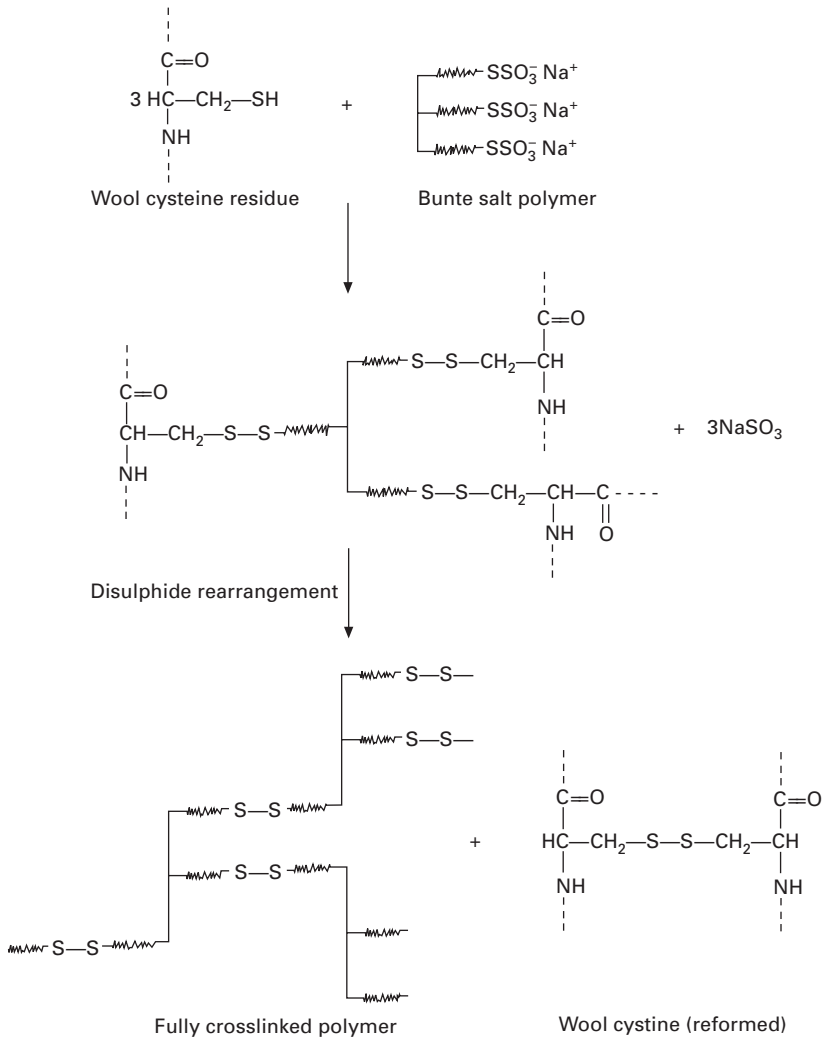 C=O
3 HC—CH₂—SH
NH
Wool cysteine residue
+
SSO₃⁻ Na⁺
SSO₃⁻ Na⁺
SSO₃⁻ Na⁺
Bunte salt polymer
C=O
CH—CH₂—S—S
NH
S—S—CH₂—CH
C=O
NH
S—S—CH₂—CH—C
NH
O
+ 3NaSO₃
Disulphide rearrangement
S—S—
S—S—
S—S
S—S
S—S
Fully crosslinked polymer
+
C=O
C=O
HC—CH₂—S—S—CH₂—CH
NH
NH
Wool cystine (reformed)